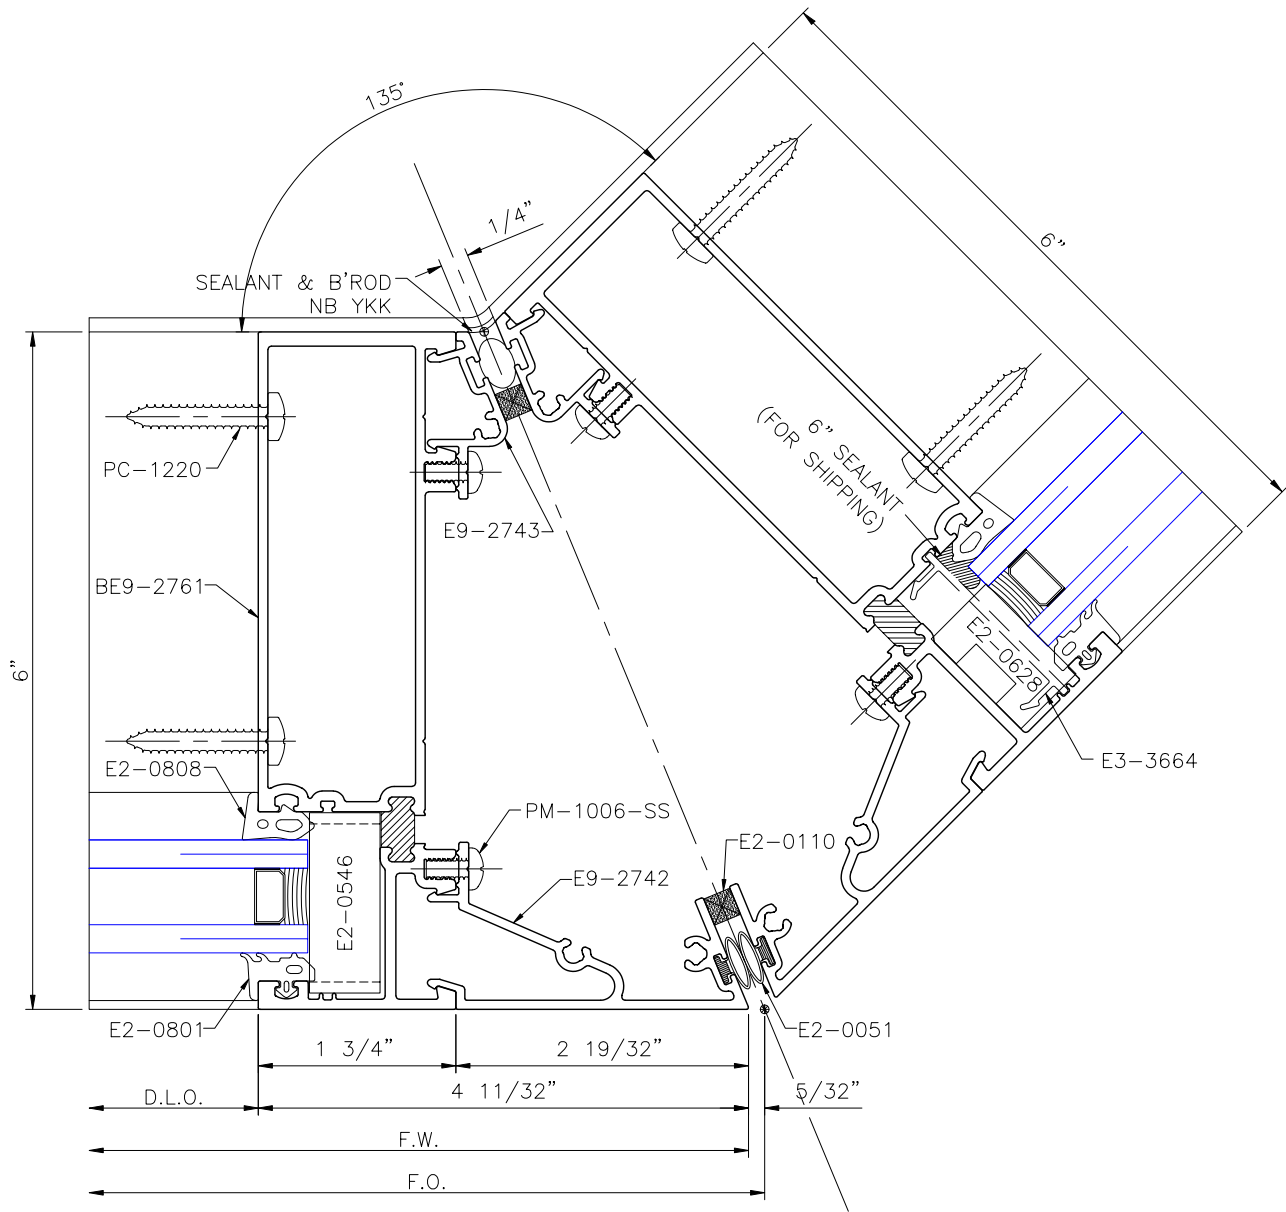 135°
1/4”
SEALANT & B'ROD
NB YKK
6”
6” SEALANT
(FOR SHIPPING)
PC-1220
E9-2743
BE9-2761
6”
E2-0628
E2-0808
E3-3664
PM-1006-SS
E2-0110
E9-2742
E2-0546
E2-0801
E2-0051
1 3/4”
2 19/32”
D.L.O.
4 11/32”
5/32”
F.W.
F.O.